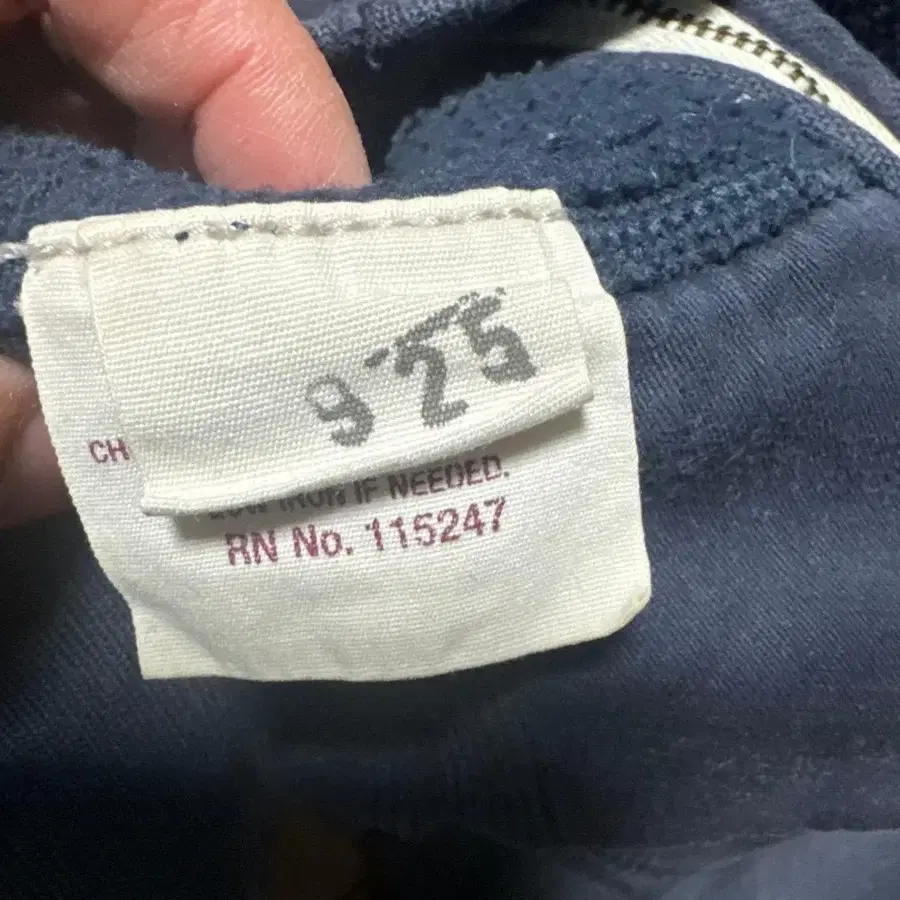 9-25
CH
LOW IRON IF NEEDED.
RN No. 115247